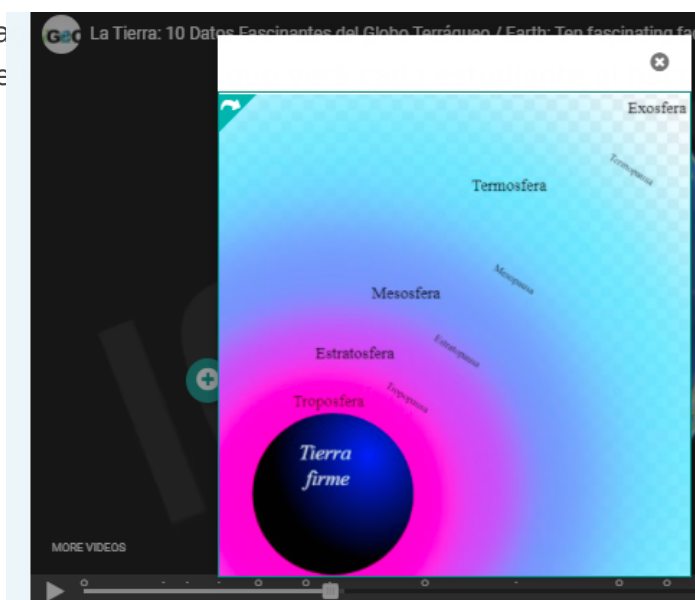 La Tierra: 10 Datos Fascinantes del Globo Terráqueo / Earth: Ten fascinating
Exosfera
Termopausa
Termosfera
Mesopausa
Mesosfera
Estratopausa
Estratosfera
Tropopausa
Troposfera
Tierra
firme
MORE VIDEOS